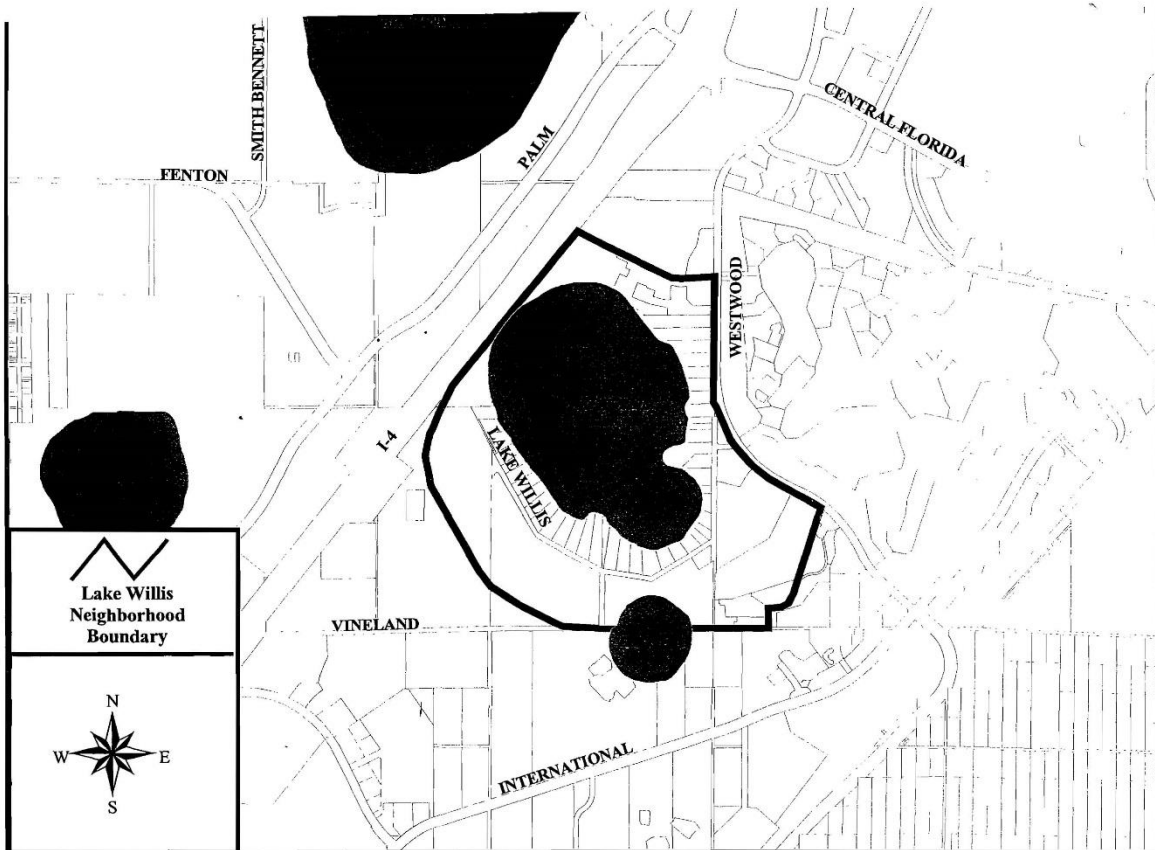 SMITH BENNETT
FENTON
PALM
CENTRAL FLORIDA
WESTWOOD
I-4
LAKE WILLIS
VINELAND
INTERNATIONAL
Lake Willis
Neighborhood
Boundary
N
W E
S